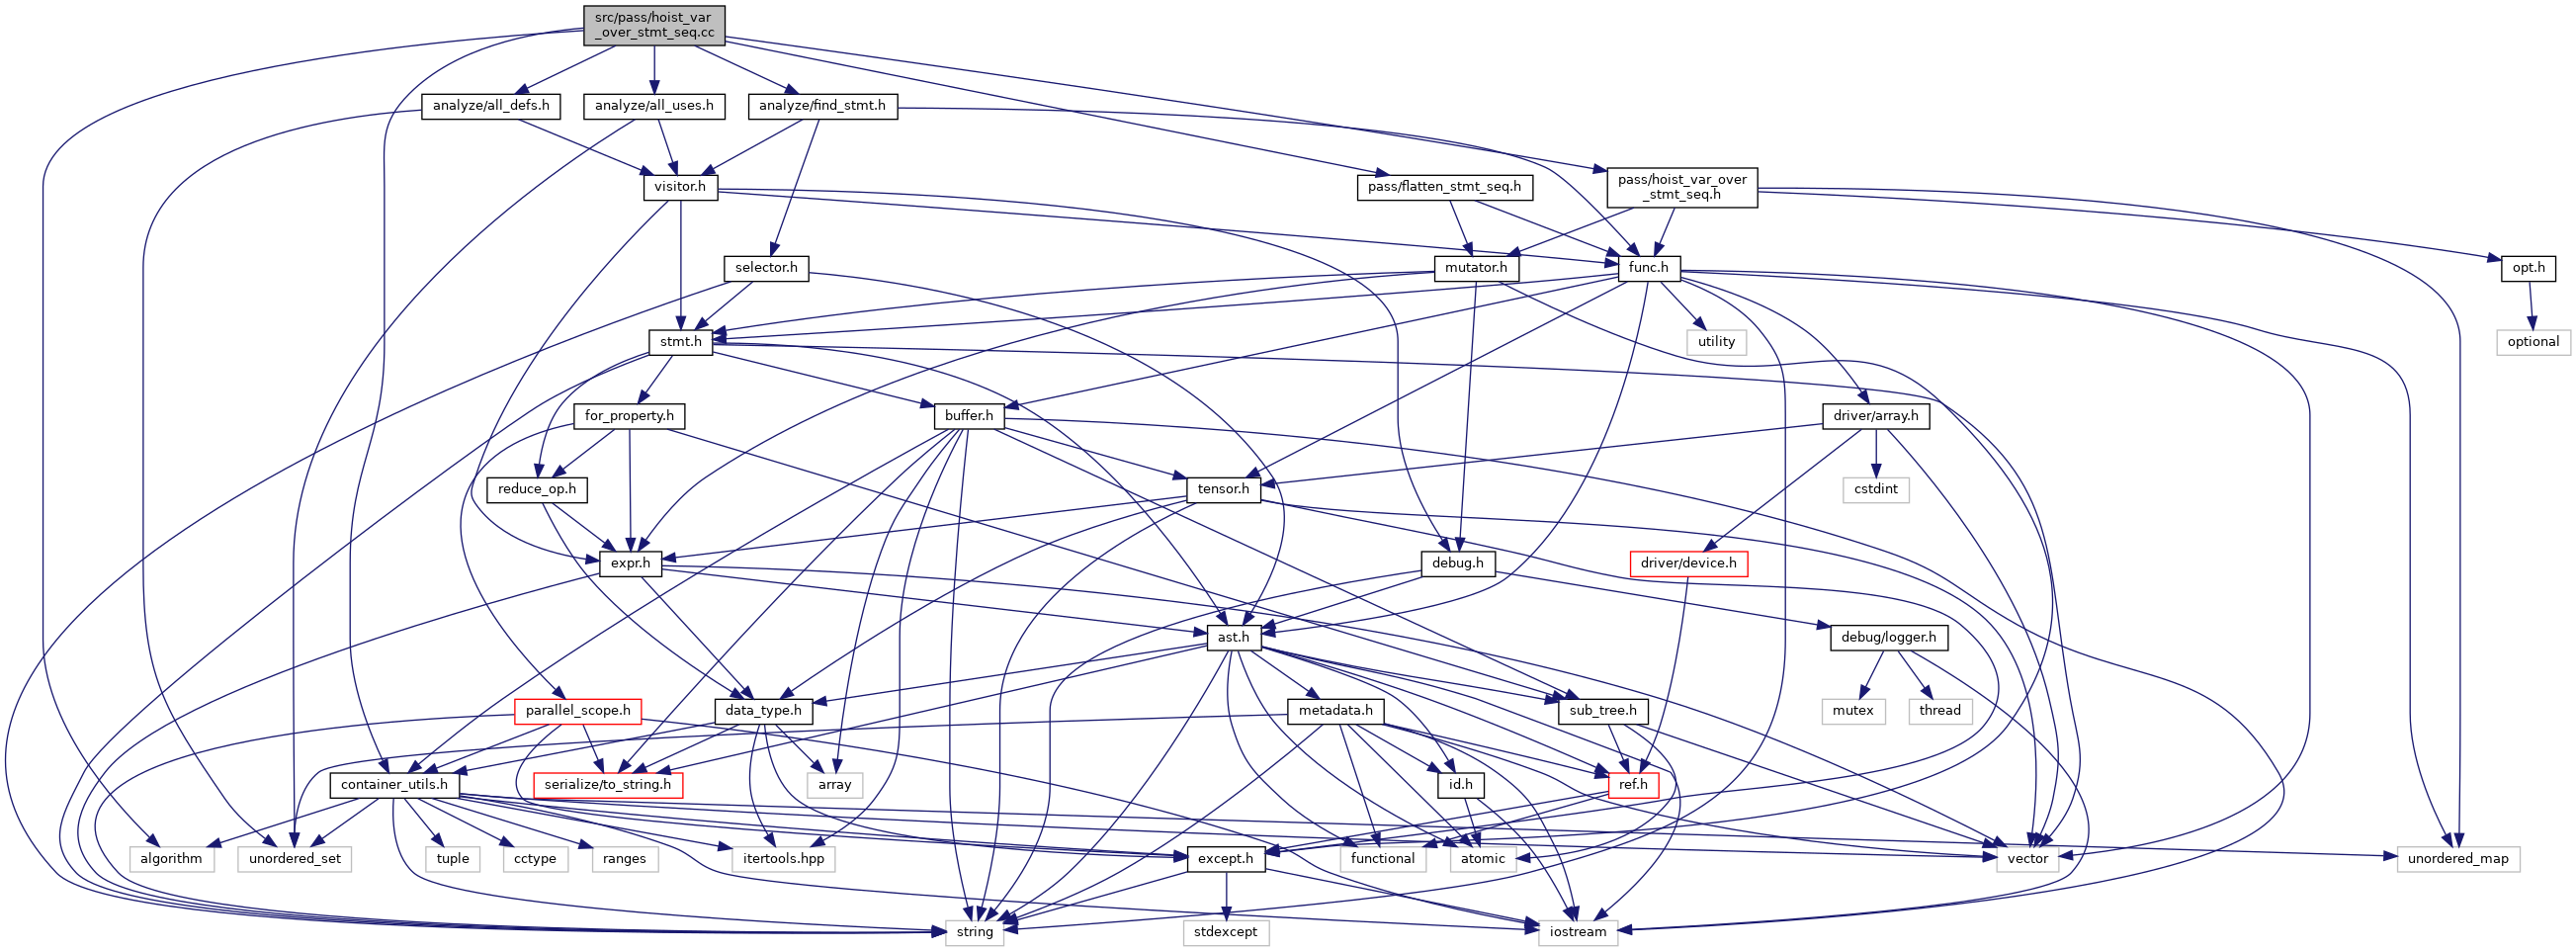 src/pass/hoist_var
_over_stmt_seq.cc
analyze/all_defs.h
analyze/all_uses.h
analyze/find_stmt.h
visitor.h
pass/flatten_stmt_seq.h
pass/hoist_var_over
_stmt_seq.h
selector.h
mutator.h
func.h
opt.h
stmt.h
utility
optional
for_property.h
buffer.h
driver/array.h
reduce_op.h
tensor.h
cstdint
expr.h
debug.h
driver/device.h
ast.h
debug/logger.h
parallel_scope.h
data_type.h
metadata.h
sub_tree.h
mutex
thread
container_utils.h
serialize/to_string.h
array
id.h
ref.h
algorithm
unordered_set
tuple
cctype
ranges
itertools.hpp
except.h
functional
atomic
vector
unordered_map
string
stdexcept
iostream